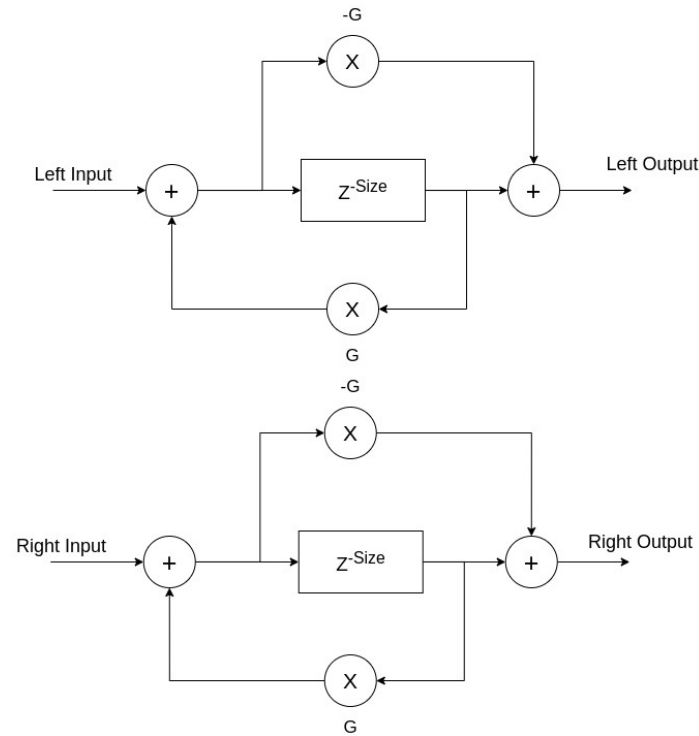 -G
X
Left Input
+
Z-Size
+
Left Output
X
G
-G
X
Right Input
+
Z-Size
+
Right Output
X
G